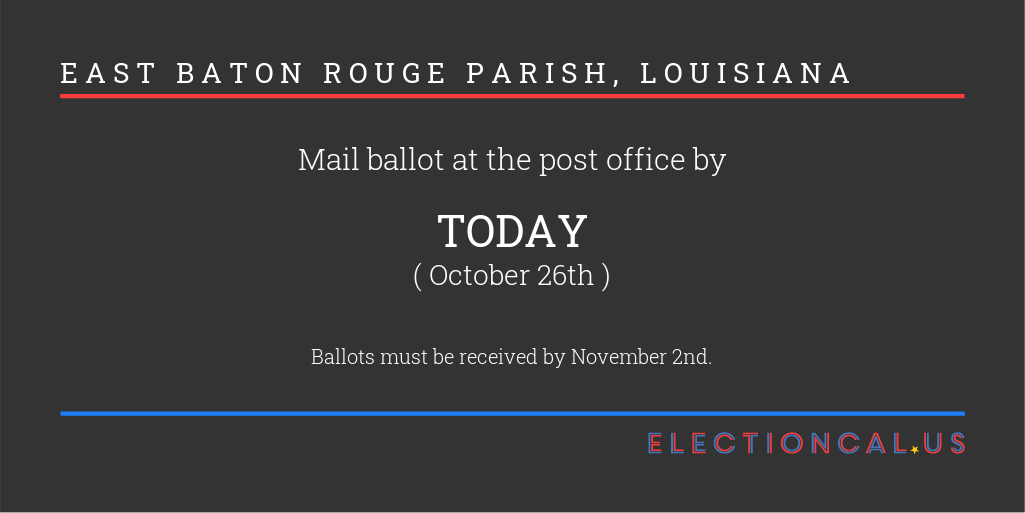 EAST BATON ROUGE PARISH, LOUISIANA
Mail ballot at the post office by
TODAY
( October 26th )
Ballots must be received by November 2nd.
ELECTIONCAL.US